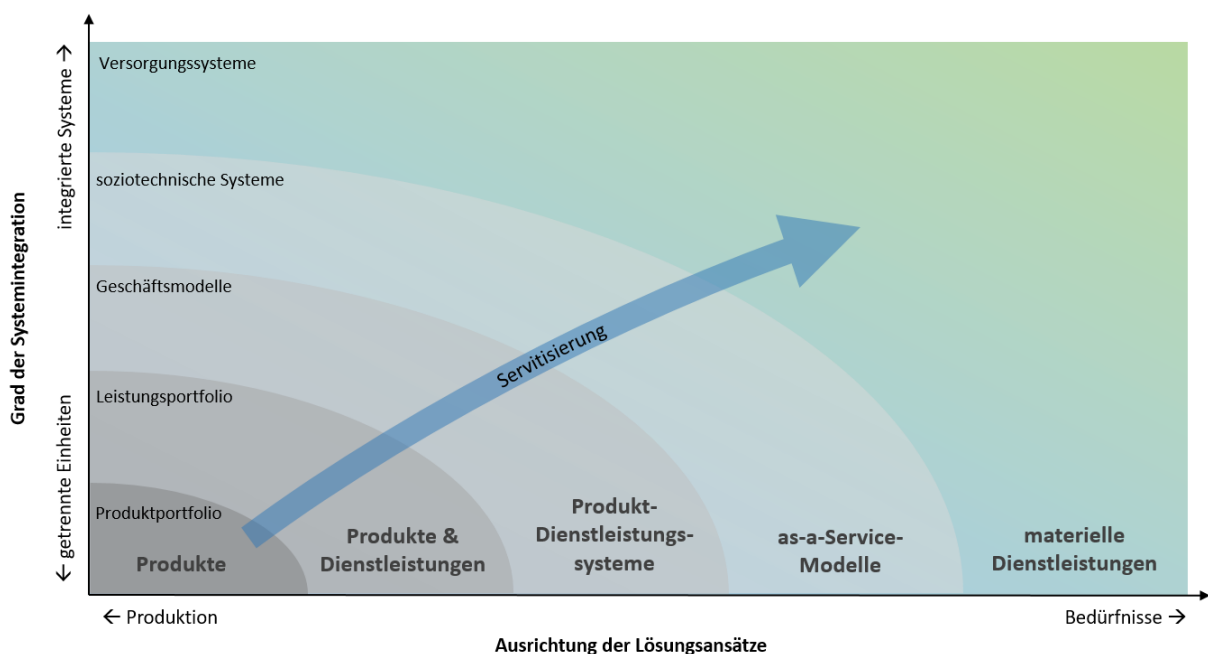 Versorgungssysteme
soziotechnische Systeme
Geschäftsmodelle
Leistungsportfolio
Produktportfolio
Servitisierung
Produkte
Produkte &
Dienstleistungen
Produkt-
Dienstleistungs-
systeme
as-a-Service-
Modelle
materielle
Dienstleistungen
Grad der Systemintegration
← getrennte Einheiten
integrierte Systeme →
← Produktion
Bedürfnisse →
Ausrichtung der Lösungsansätze